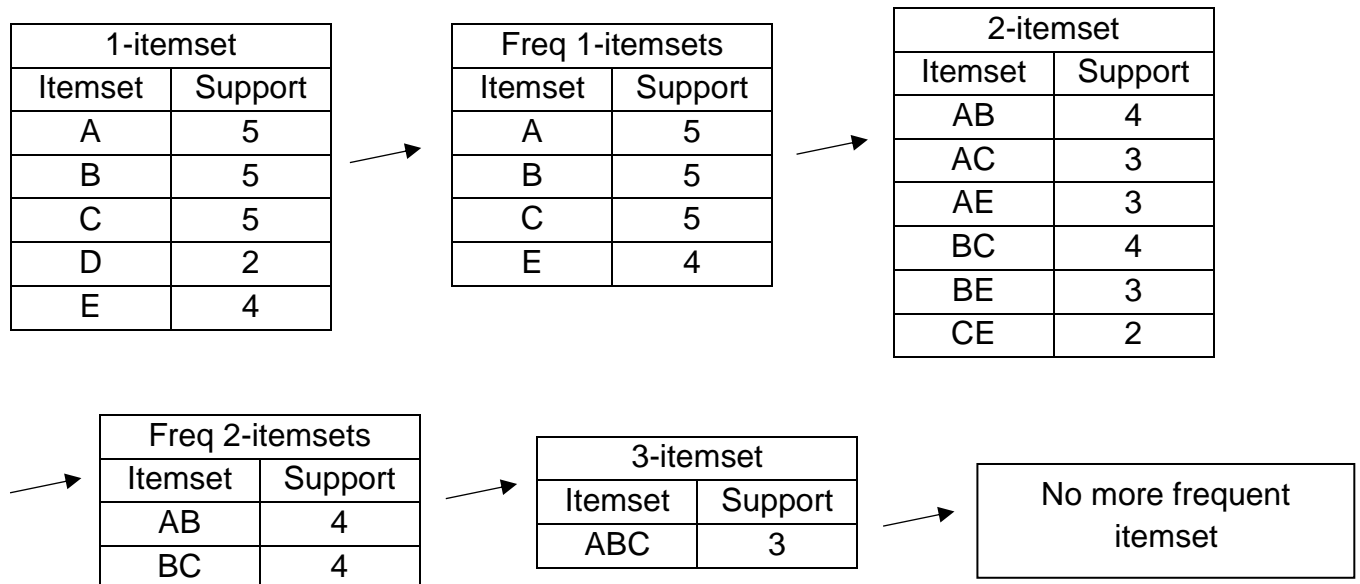 1-itemset
Itemset Support
A 5
B 5
C 5
D 2
E 4
Freq 1-itemsets
Itemset Support
A 5
B 5
C 5
E 4
2-itemset
Itemset Support
AB 4
AC 3
AE 3
BC 4
BE 3
CE 2
Freq 2-itemsets
Itemset Support
AB 4
BC 4
3-itemset
Itemset Support
ABC 3
No more frequent
itemset